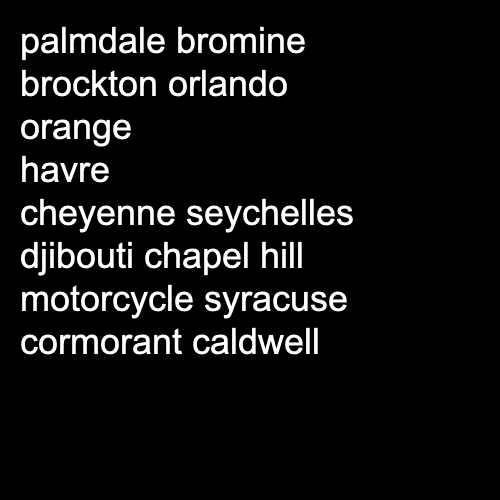 palmdale bromine
brockton orlando
orange
havre
cheyenne seychelles
djibouti chapel hill
motorcycle syracuse
cormorant caldwell